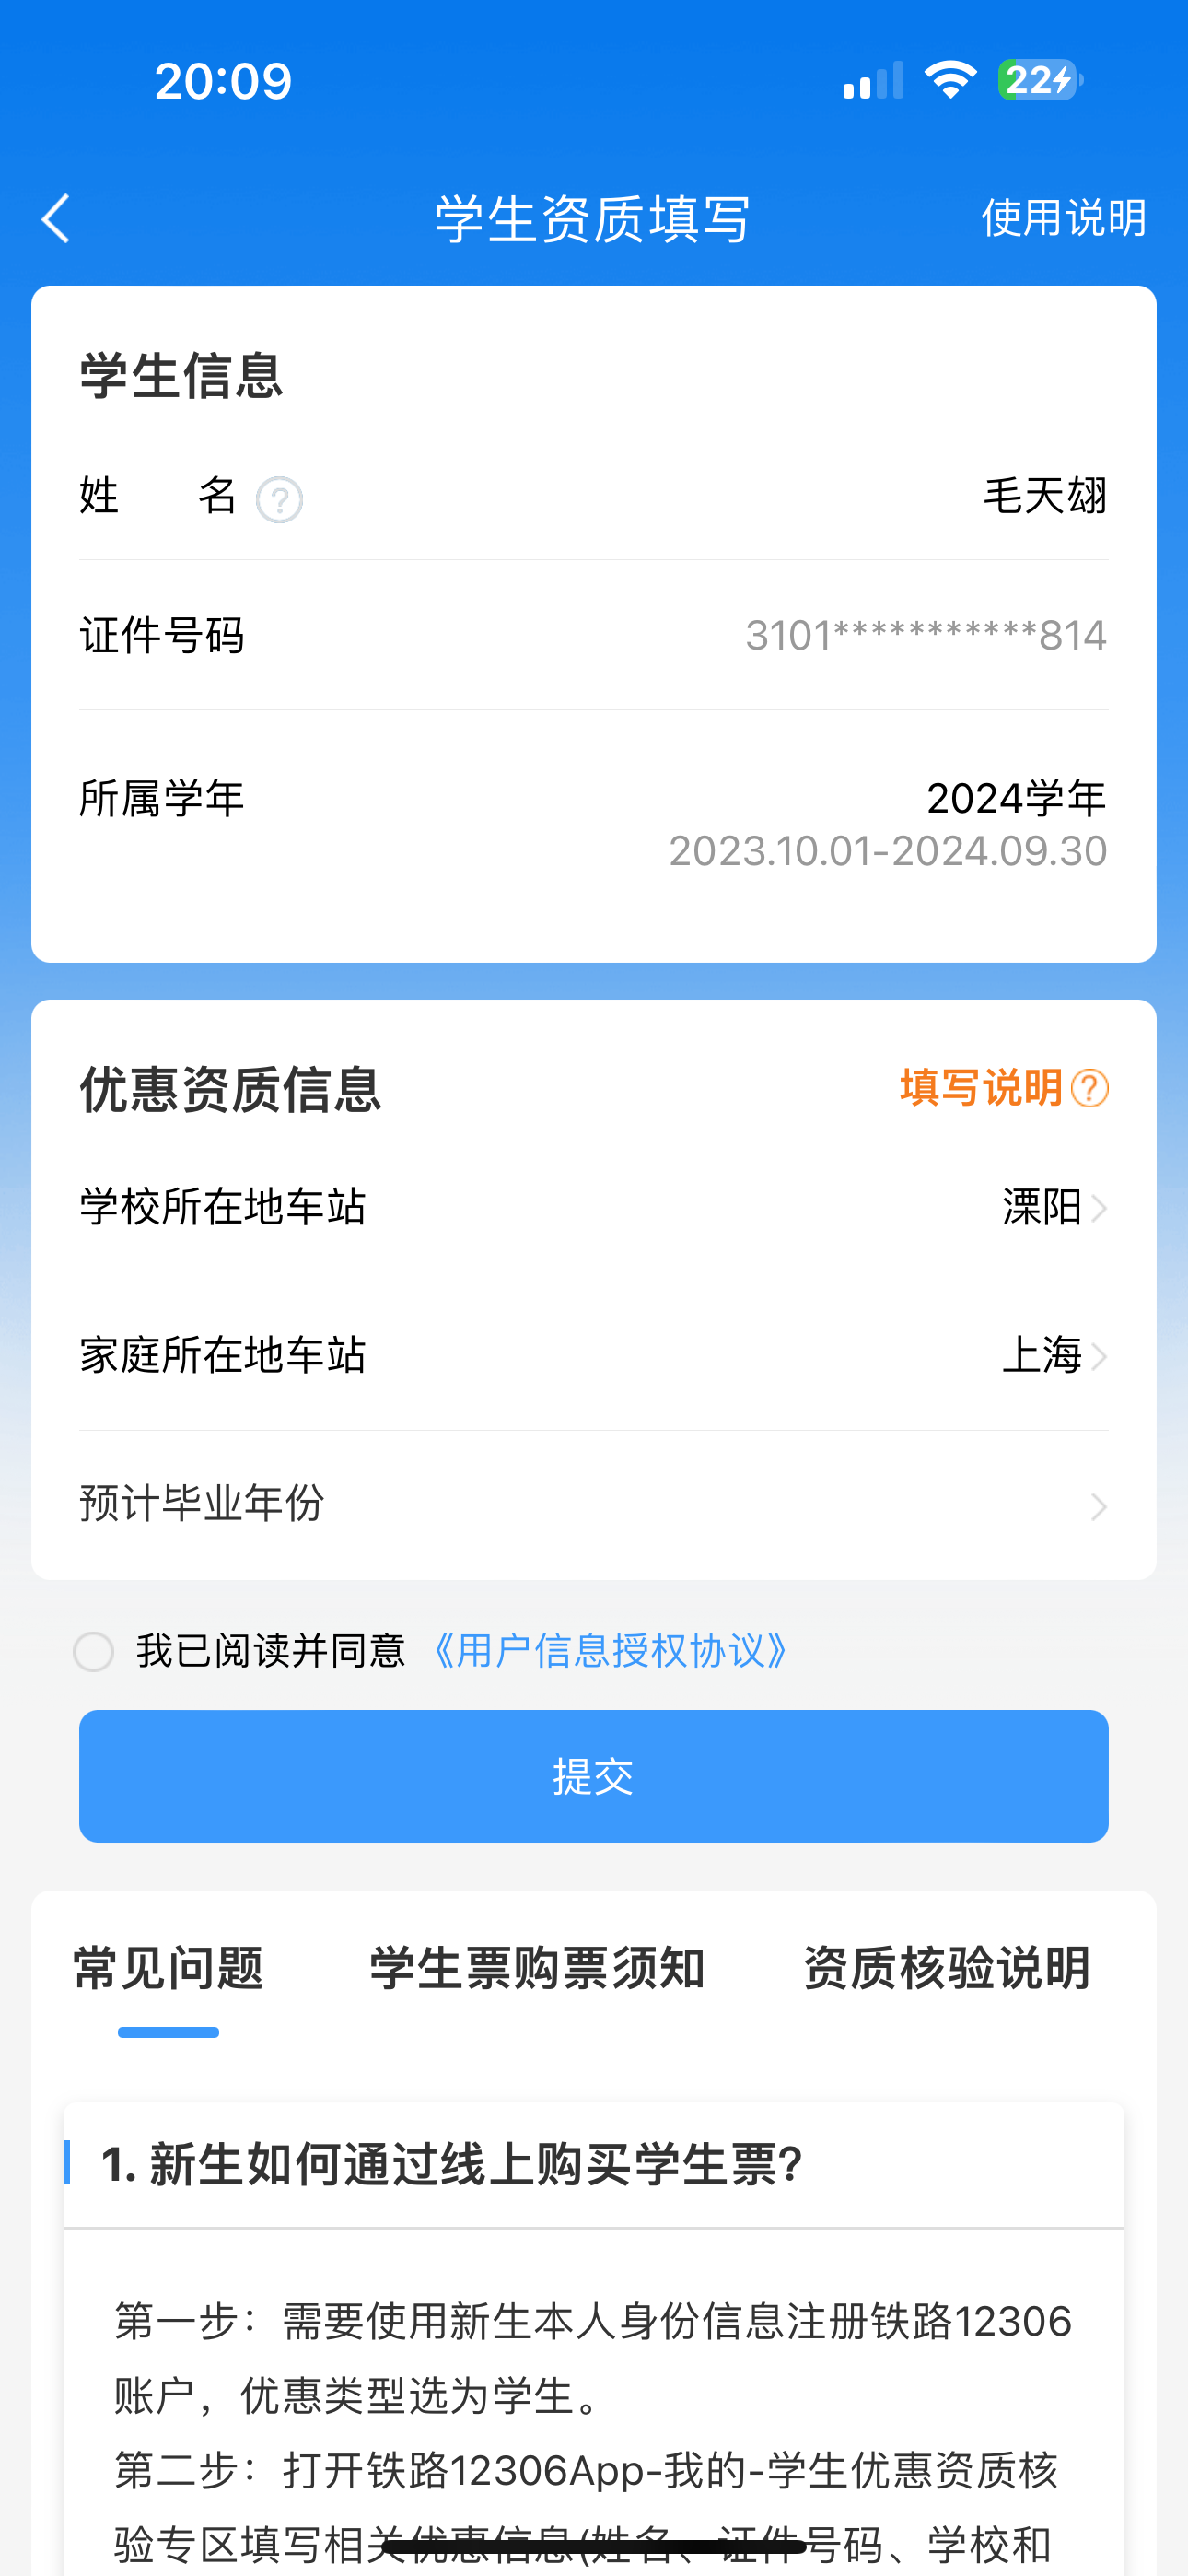 20:09
22
学生资质填写
使用说明
学生信息
姓 名 ?
毛天翃
证件号码
3101***********814
所属学年
2024学年
2023.10.01-2024.09.30
优惠资质信息
填写说明?
学校所在地车站
溧阳
家庭所在地车站
上海
预计毕业年份
我已阅读并同意《用户信息授权协议》
提交
常见问题
学生票购票须知
资质核验说明
1. 新生如何通过线上购买学生票?
第一步：需要使用新生本人身份信息注册铁路12306
账户，优惠类型选为学生。
第二步：打开铁路12306App-我的-学生优惠资质核
验专区填写相关优惠信息(姓名、证件号码、学校和